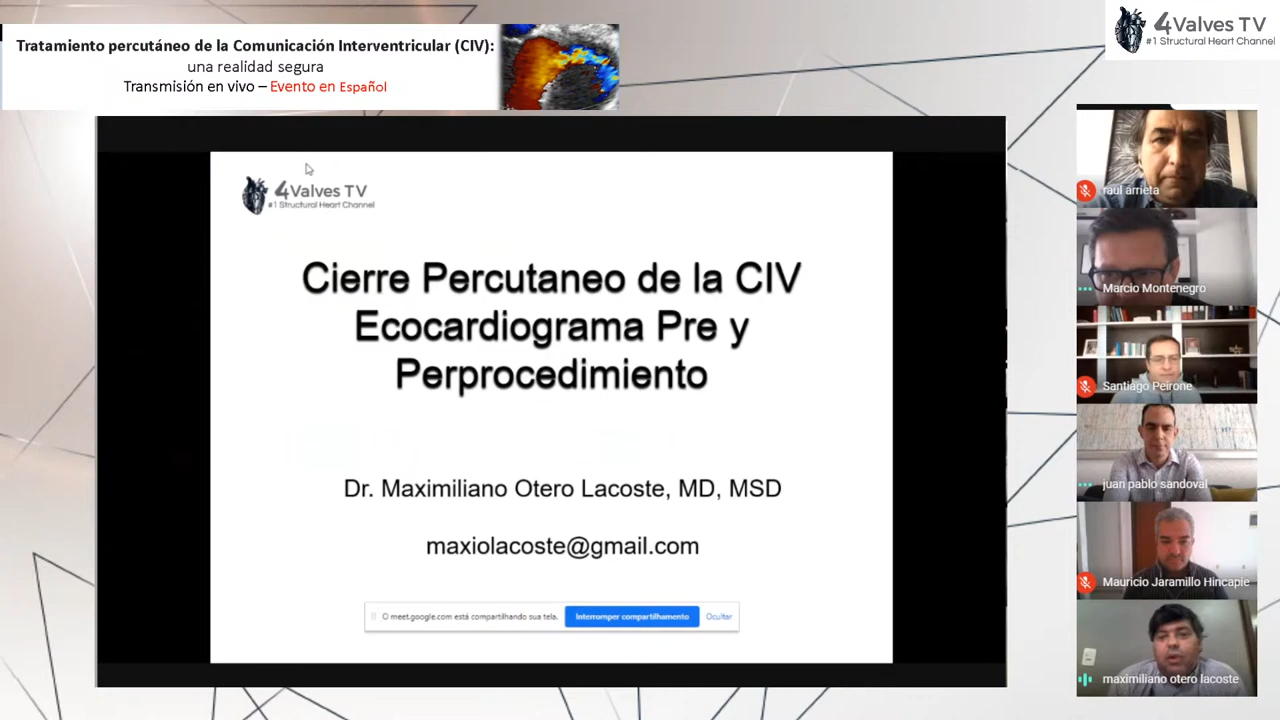 Tratamiento percutáneo de la Comunicación Interventricular (CIV):
una realidad segura
Transmisión en vivo – Evento en Español
4Valves TV
#1 Structural Heart Channel
4Valves TV
#1 Structural Heart Channel
Cierre Percutaneo de la CIV
Ecocardiograma Pre y
Perprocedimiento
Dr. Maximiliano Otero Lacoste, MD, MSD
maxiolacoste@gmail.com
O meet.google.com está compartilhando sua tela.
Interromper compartilhamento
Ocultar
raul arrieta
Marcio Montenegro
Santiago Peirone
juan pablo sandoval
Mauricio Jaramillo Hincapie
maximiliano otero lacoste